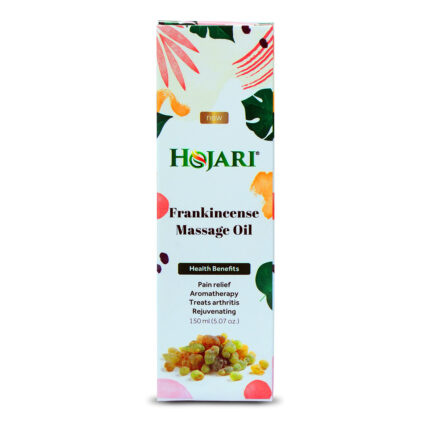 new
HOJARI®
Frankincense
Massage Oil
Health Benefits
Pain relief
Aromatherapy
Treats arthritis
Rejuvenating
150 ml (5.07 oz.)